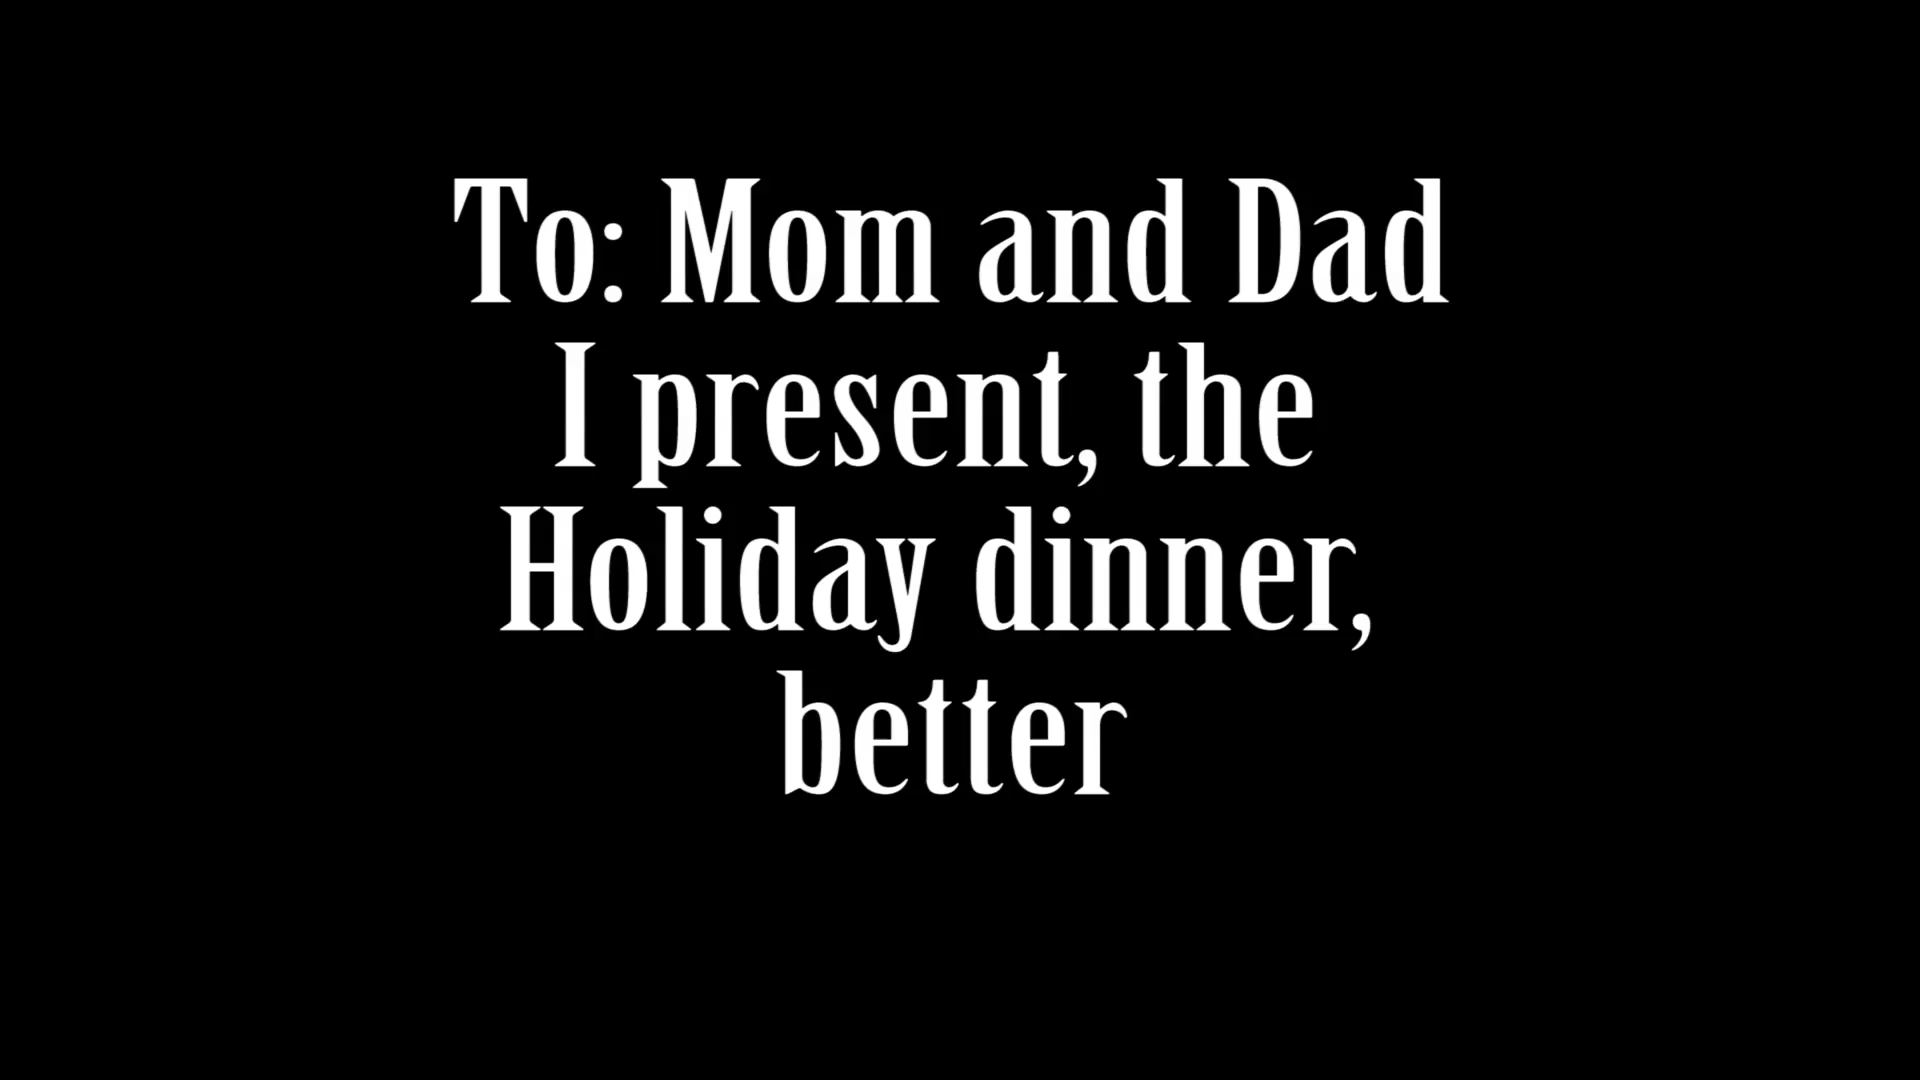 To: Mom and Dad
I present, the
Holiday dinner,
better